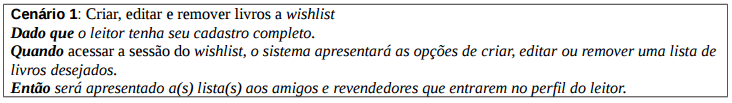 Cenário 1: Criar, editar e remover livros a wishlist
Dado que o leitor tenha seu cadastro completo.
Quando acessar a sessão do wishlist, o sistema apresentará as opções de criar, editar ou remover uma lista de
livros desejados.
Então será apresentado a(s) lista(s) aos amigos e revendedores que entrarem no perfil do leitor.